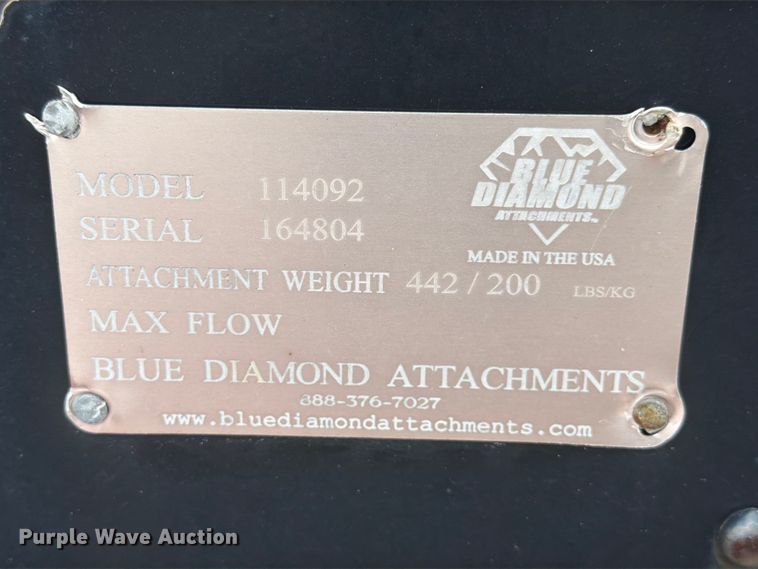 BLUE
DIAMOND
ATTACHMENTS™
MADE IN THE USA
MODEL 114092
SERIAL 164804
ATTACHMENT WEIGHT 442 / 200 LBS/KG
MAX FLOW
BLUE DIAMOND ATTACHMENTS
888-376-7027
www.bluediamondattachments.com
Purple Wave Auction